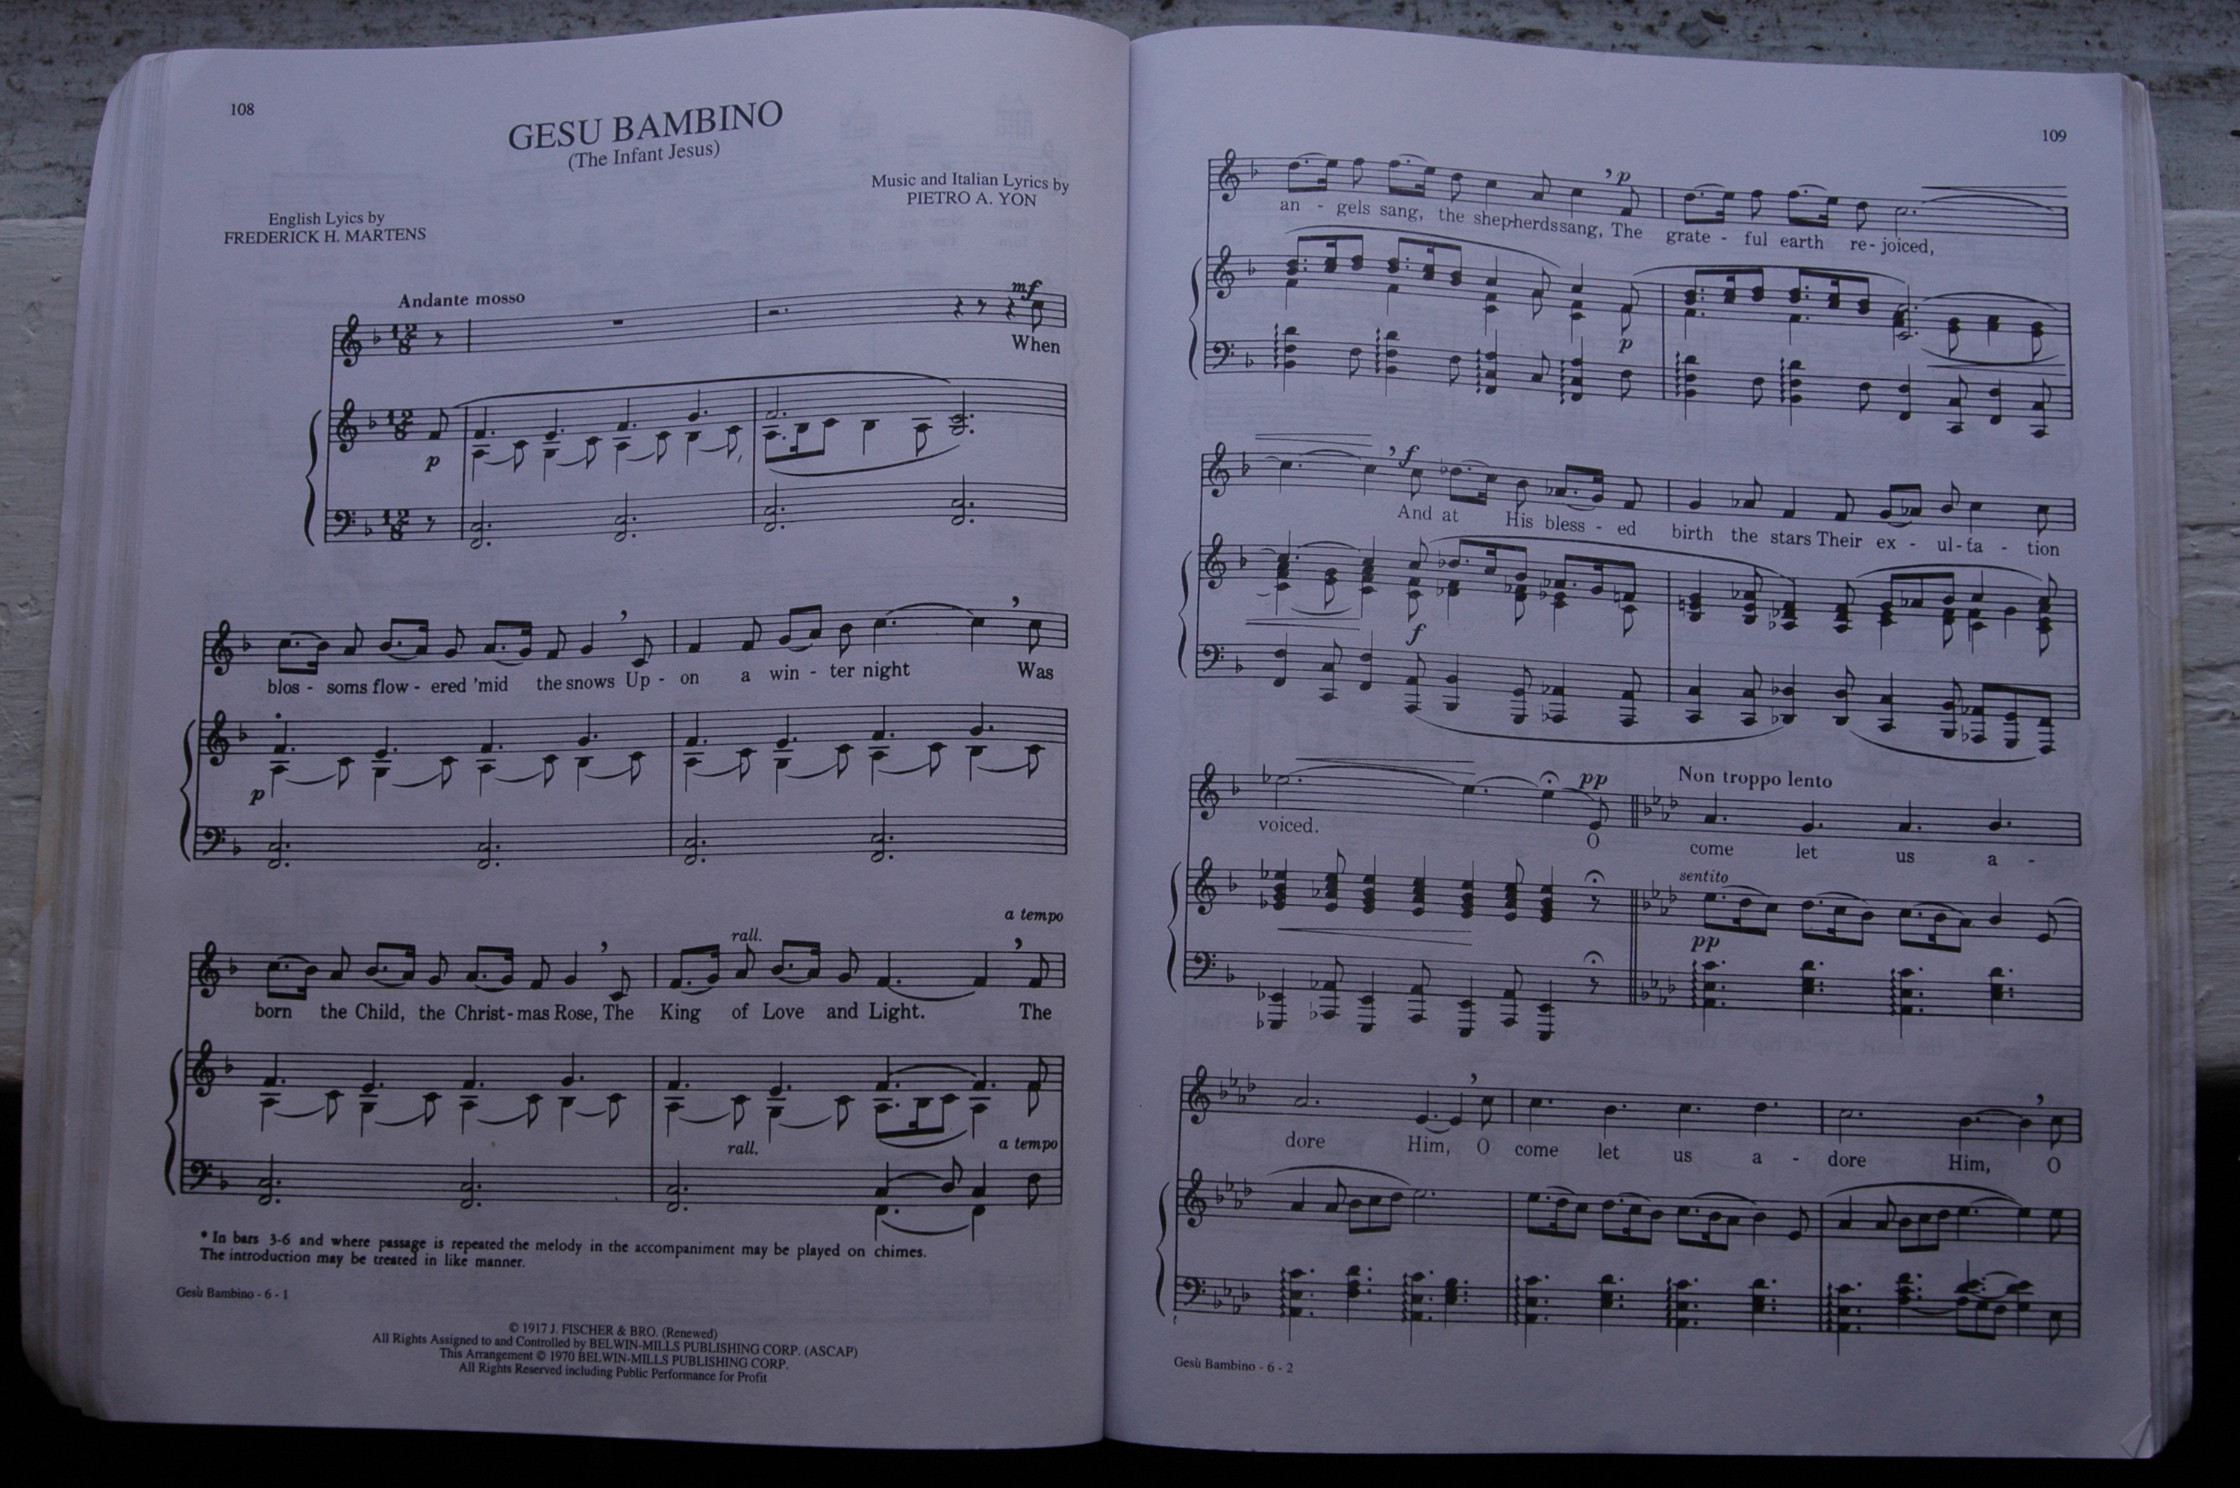 108
GESU BAMBINO
(The Infant Jesus)
Music and Italian Lyrics by
PIETRO A. YON
English Lyics by
FREDERICK H. MARTENS
Andante mosso
mf
When
p
blos - soms flow - ered 'mid the snows Up - on a win - ter night Was
p
a tempo
rall.
born the Child, the Christ - mas Rose, The King of Love and Light. The
rall. a tempo
* In bars 3-6 and where passage is repeated the melody in the accompaniment may be played on chimes.
The introduction may be treated in like manner.
Gesù Bambino - 6 - 1
© 1917 J. FISCHER & BRO. (Renewed)
All Rights Assigned to and Controlled by BELWIN-MILLS PUBLISHING CORP. (ASCAP)
This Arrangement © 1970 BELWIN-MILLS PUBLISHING CORP.
All Rights Reserved including Public Performance for Profit
109
p
an - gels sang, the shep-herds sang, The grate - ful earth re - joiced,
p
f
And at His bless - ed birth the stars Their ex - ul - ta - tion
f
pp Non troppo lento
voiced. O come let us a -
sentito
pp
dore Him, O come let us a - dore Him, O
Gesù Bambino - 6 - 2